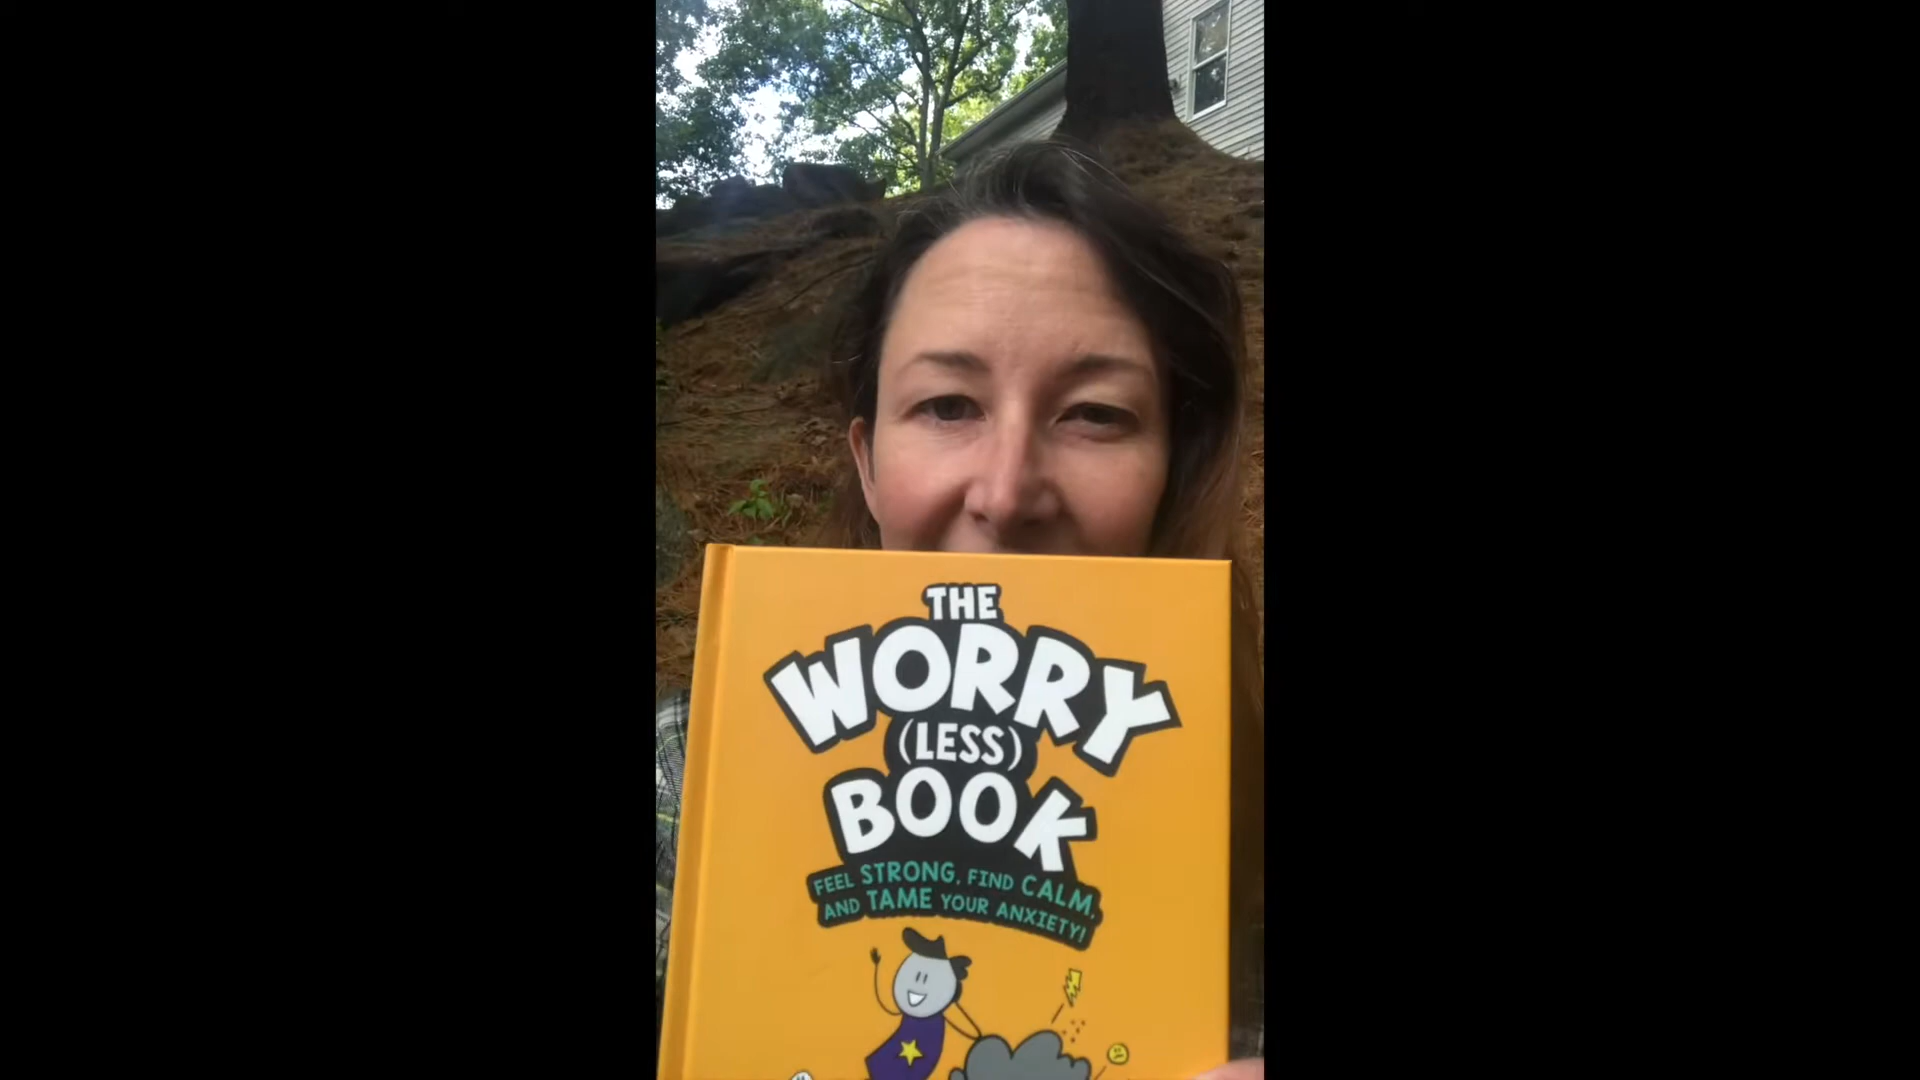 THE
WORRY
(LESS)
BOOK
FEEL STRONG, FIND CALM,
AND TAME YOUR ANXIETY!